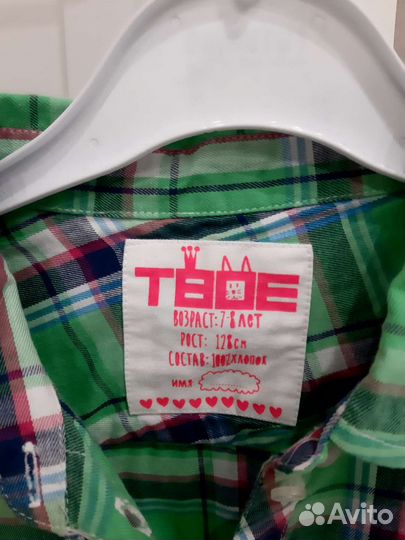 ТВОЕ
ВОЗРАСТ: 7-8 ЛЕТ
РОСТ: 128см
СОСТАВ: 100% ХЛОПОК
ИМЯ
Avito